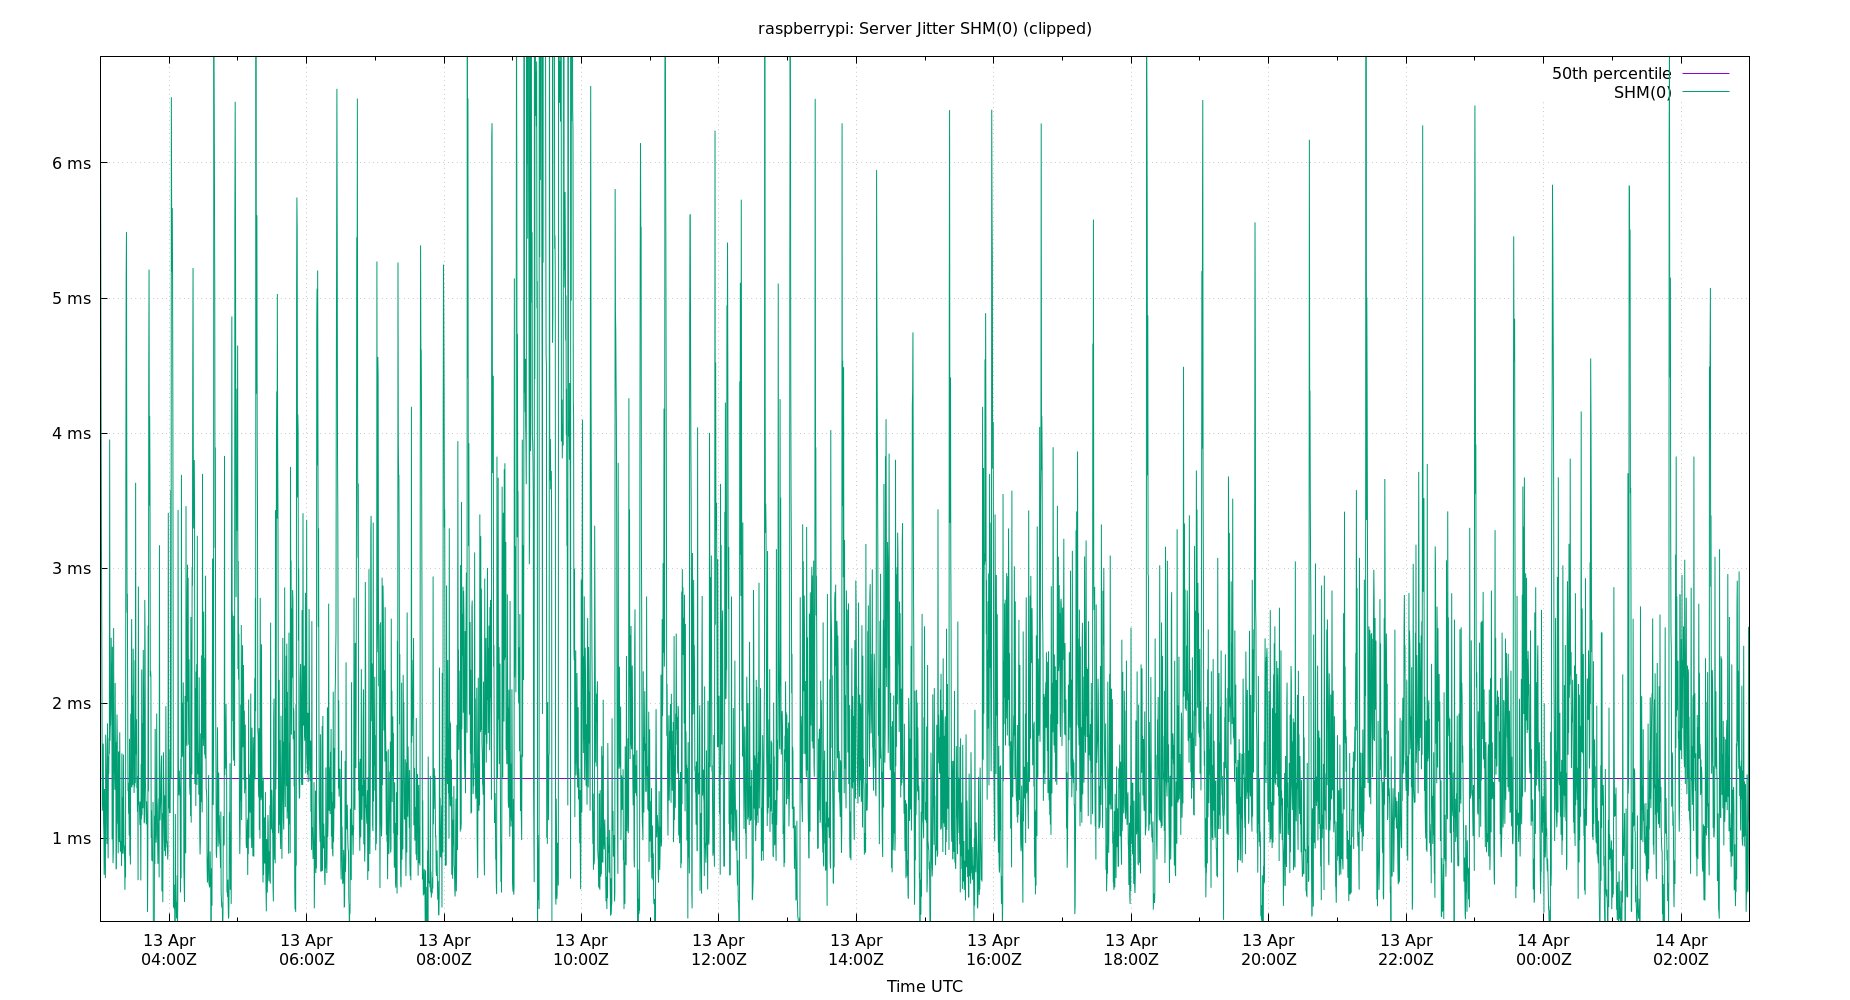 raspberrypi: Server Jitter SHM(0) (clipped)
50th percentile
SHM(0)
6 ms
5 ms
4 ms
3 ms
2 ms
1 ms
13 Apr 13 Apr 13 Apr 13 Apr 13 Apr 13 Apr 13 Apr 13 Apr 13 Apr 13 Apr 14 Apr 14 Apr
04:00Z 06:00Z 08:00Z 10:00Z 12:00Z 14:00Z 16:00Z 18:00Z 20:00Z 22:00Z 00:00Z 02:00Z
Time UTC